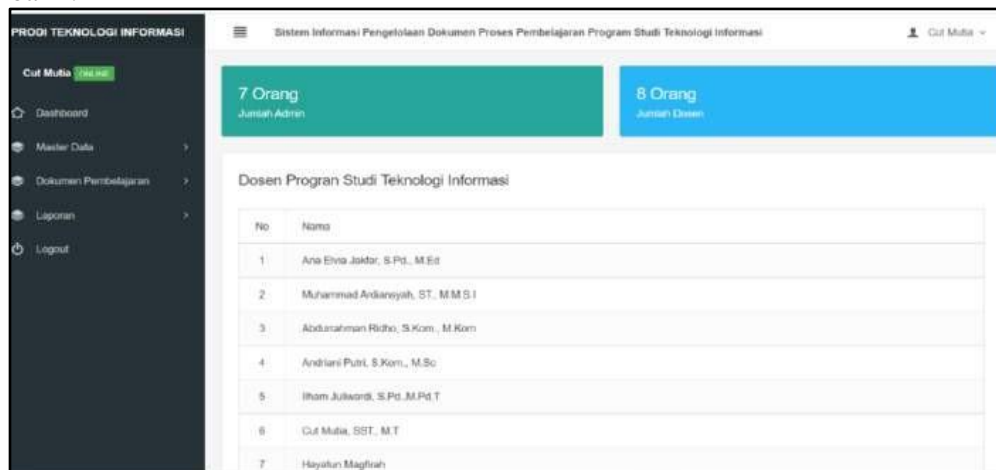 PRODI TEKNOLOGI INFORMASI
Sistem Informasi Pengelolaan Dokumen Proses Pembelajaran Program Studi Teknologi Informasi
Cut Mutia
Cut Mutia ONLINE
Dashboard
Master Data
Dokumen Pembelajaran
Laporan
Logout
7 Orang
Jumlah Admin
8 Orang
Jumlah Dosen
Dosen Progran Studi Teknologi Informasi
No Nama
1 Ana Elvia Jakfar, S.Pd., M.Ed
2 Muhammad Ardiansyah, ST., M.M.S.I
3 Abdurrahman Ridho, S.Kom., M.Kom
4 Andriani Putri, S.Kom., M.Sc
5 Ilham Juliwardi, S.Pd.,M.Pd.T
6 Cut Mutia, SST., M.T
7 Hayatun Magfirah